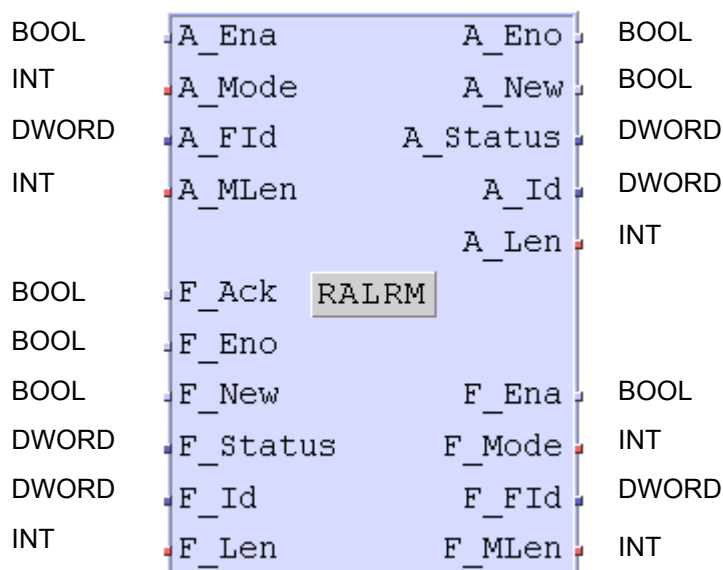 BOOL A_Ena A_Eno BOOL
INT A_Mode A_New BOOL
DWORD A_FId A_Status DWORD
INT A_MLen A_Id DWORD
A_Len INT
BOOL F_Ack RALRM
BOOL F_Eno
BOOL F_New F_Ena BOOL
DWORD F_Status F_Mode INT
DWORD F_Id F_FId DWORD
INT F_Len F_MLen INT